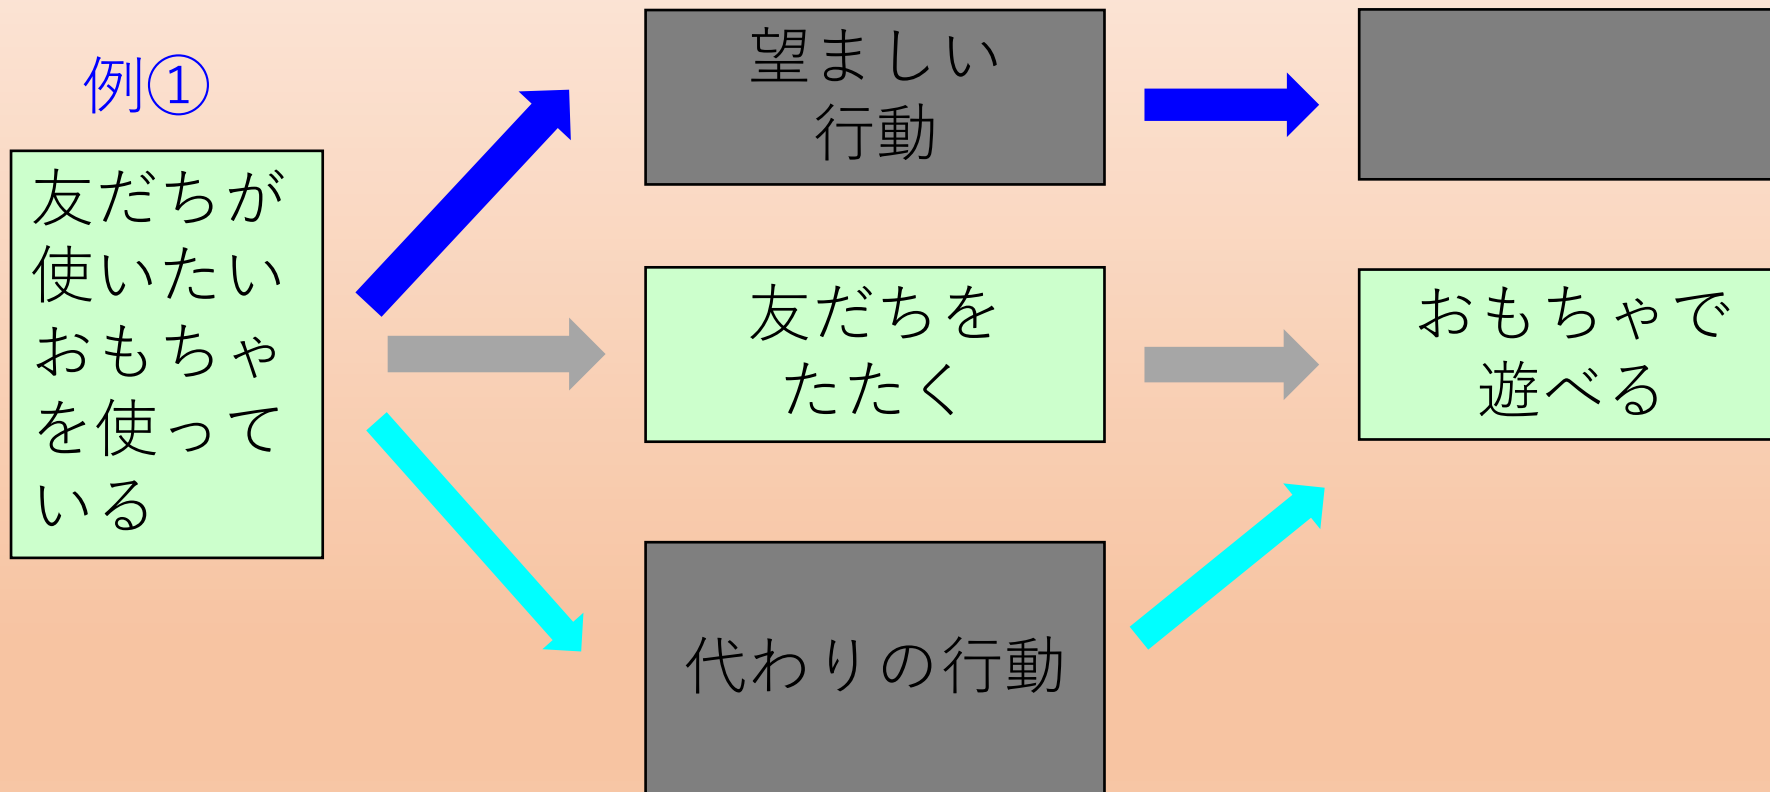 例①
友だちが
使いたい
おもちゃ
を使って
いる
望ましい
行動
友だちを
たたく
おもちゃで
遊べる
代わりの行動